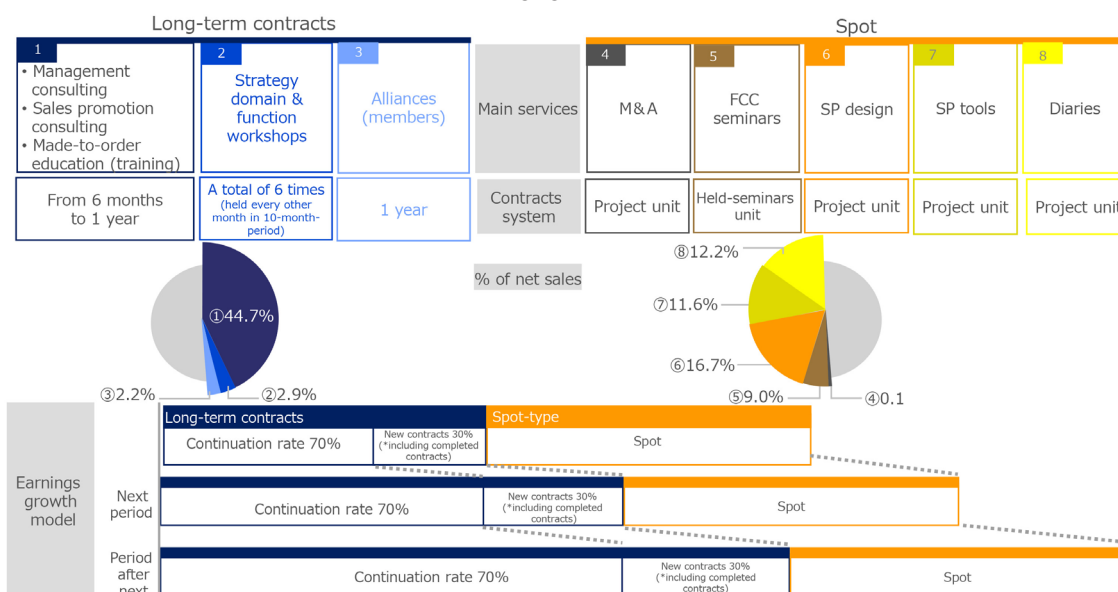 Long-term contracts
Spot
1
• Management
consulting
• Sales promotion
consulting
• Made-to-order
education (training)
2
Strategy
domain &
function
workshops
3
Alliances
(members)
Main services
4
M&A
5
FCC
seminars
6
SP design
7
SP tools
8
Diaries
From 6 months
to 1 year
A total of 6 times
(held every other
month in 10-month-
period)
1 year
Contracts
system
Project unit
Held-seminars
unit
Project unit
Project unit
Project unit
% of net sales
①44.7%
②2.9%
③2.2%
⑧12.2%
⑦11.6%
⑥16.7%
⑤9.0%
④0.1
Earnings
growth
model
Long-term contracts
Spot-type
Continuation rate 70%
New contracts 30%
(*including completed
contracts)
Spot
Next
period
Continuation rate 70%
New contracts 30%
(*including completed
contracts)
Spot
Period
after
next
Continuation rate 70%
New contracts 30%
(*including completed
contracts)
Spot